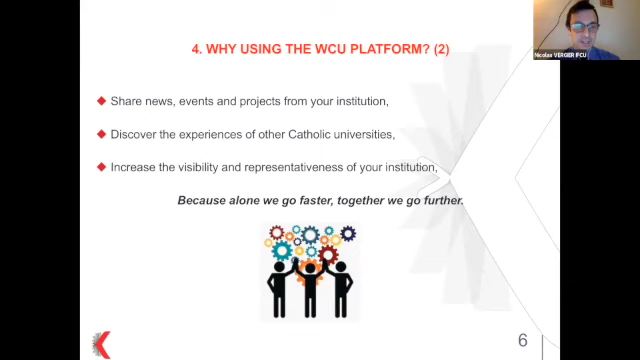 4. WHY USING THE WCU PLATFORM? (2)
Nicolas VERGER IFCU
Share news, events and projects from your institution,
Discover the experiences of other Catholic universities,
Increase the visibility and representativeness of your institution,
Because alone we go faster, together we go further.
6